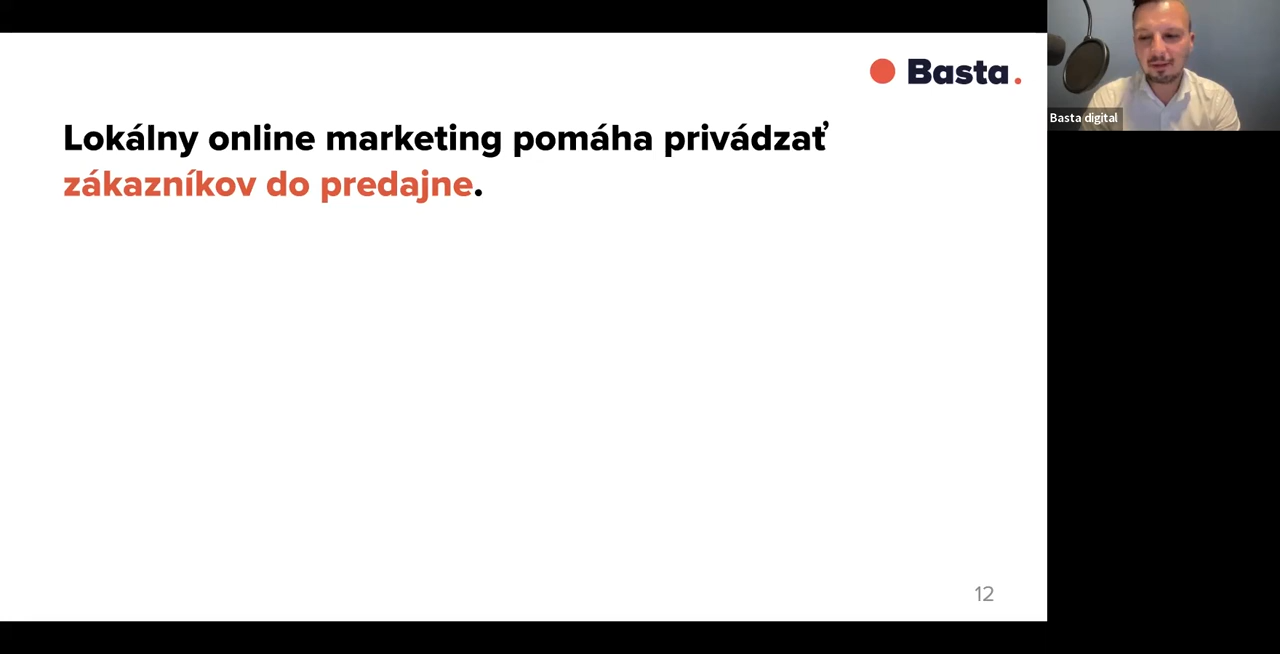 Basta.
Basta digital
Lokálny online marketing pomáha privádzať
zákazníkov do predajne.
12